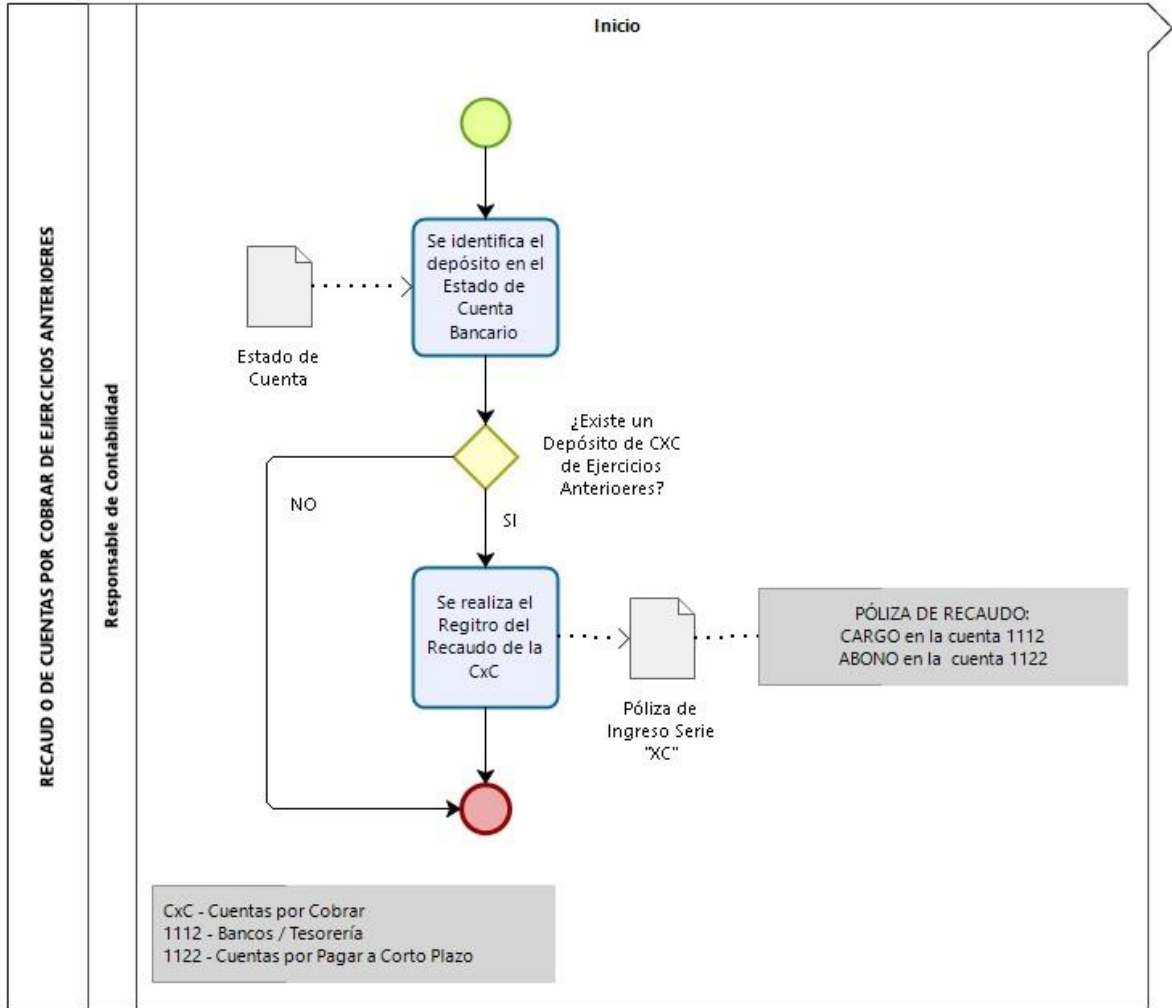 RECAUD O DE CUENTAS POR COBRAR DE EJERCICIOS ANTERIOERES
Responsable de Contabilidad
Inicio
Se identifica el
depósito en el
Estado de
Cuenta
Bancario
Estado de
Cuenta
¿Existe un
Depósito de CXC
de Ejercicios
Anterioeres?
NO
SI
Se realiza el
Regitro del
Recaudo de la
CxC
Póliza de
Ingreso Serie
"XC"
PÓLIZA DE RECAUDO:
CARGO en la cuenta 1112
ABONO en la cuenta 1122
CxC - Cuentas por Cobrar
1112 - Bancos / Tesorería
1122 - Cuentas por Pagar a Corto Plazo